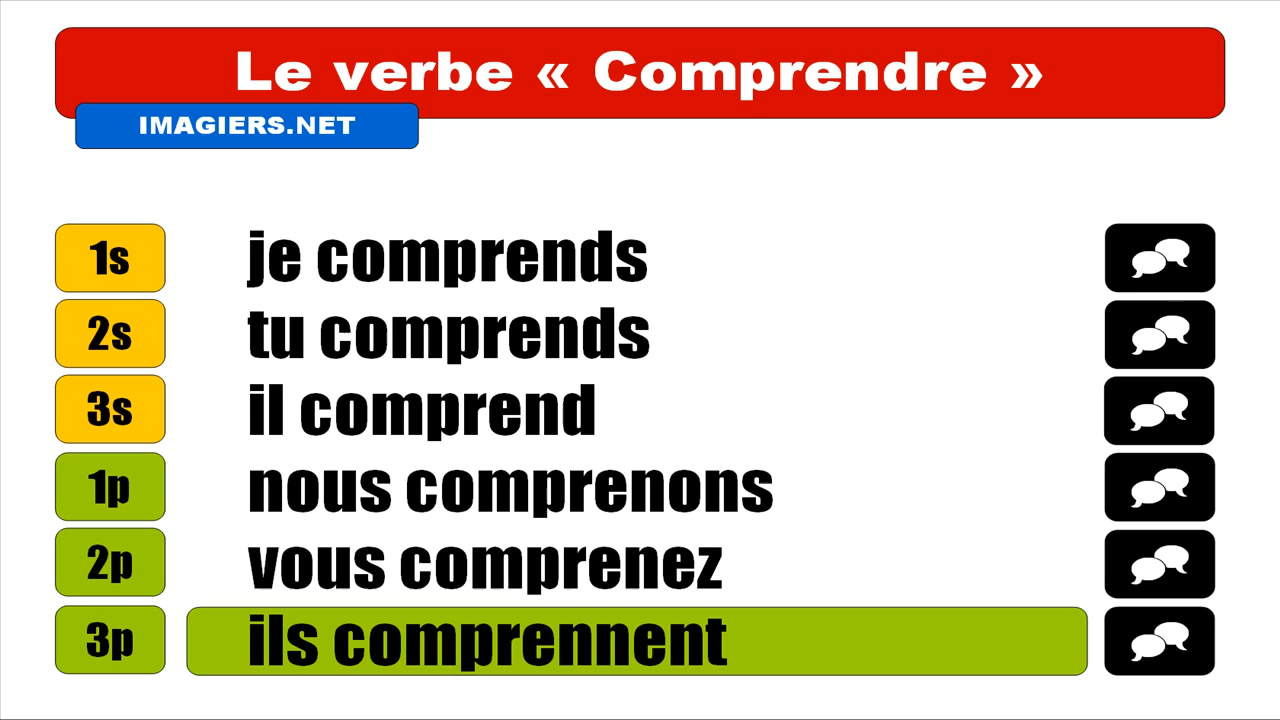 Le verbe « Comprendre »
IMAGIERS.NET
1s je comprends
2s tu comprends
3s il comprend
1p nous comprenons
2p vous comprenez
3p ils comprennent